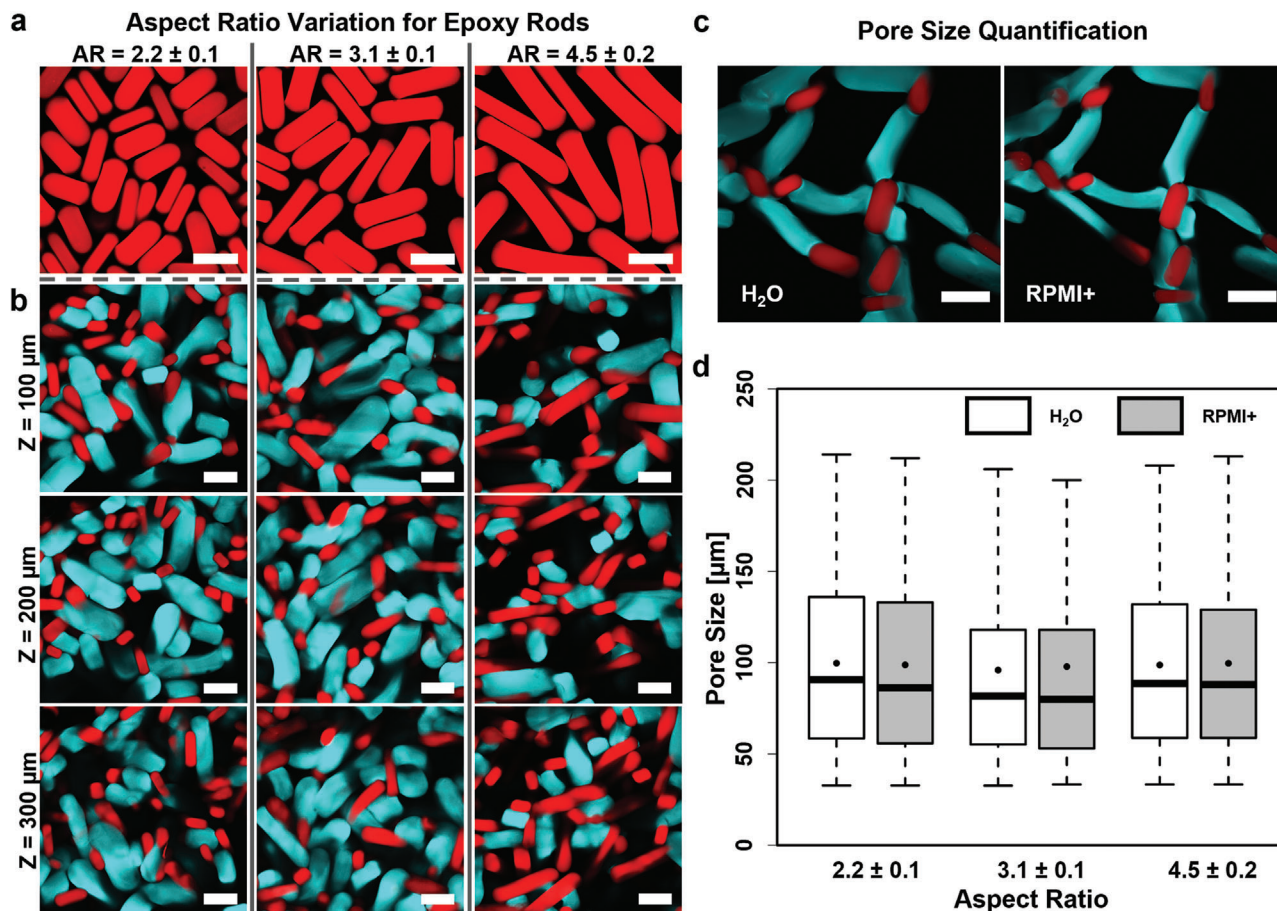 a
Aspect Ratio Variation for Epoxy Rods
AR = 2.2 ± 0.1
AR = 3.1 ± 0.1
AR = 4.5 ± 0.2
b
Z = 100 µm
Z = 200 µm
Z = 300 µm
c
Pore Size Quantification
H₂O
RPMI+
d
H₂O
RPMI+
Pore Size [µm]
250
200
150
100
50
0
2.2 ± 0.1
3.1 ± 0.1
4.5 ± 0.2
Aspect Ratio